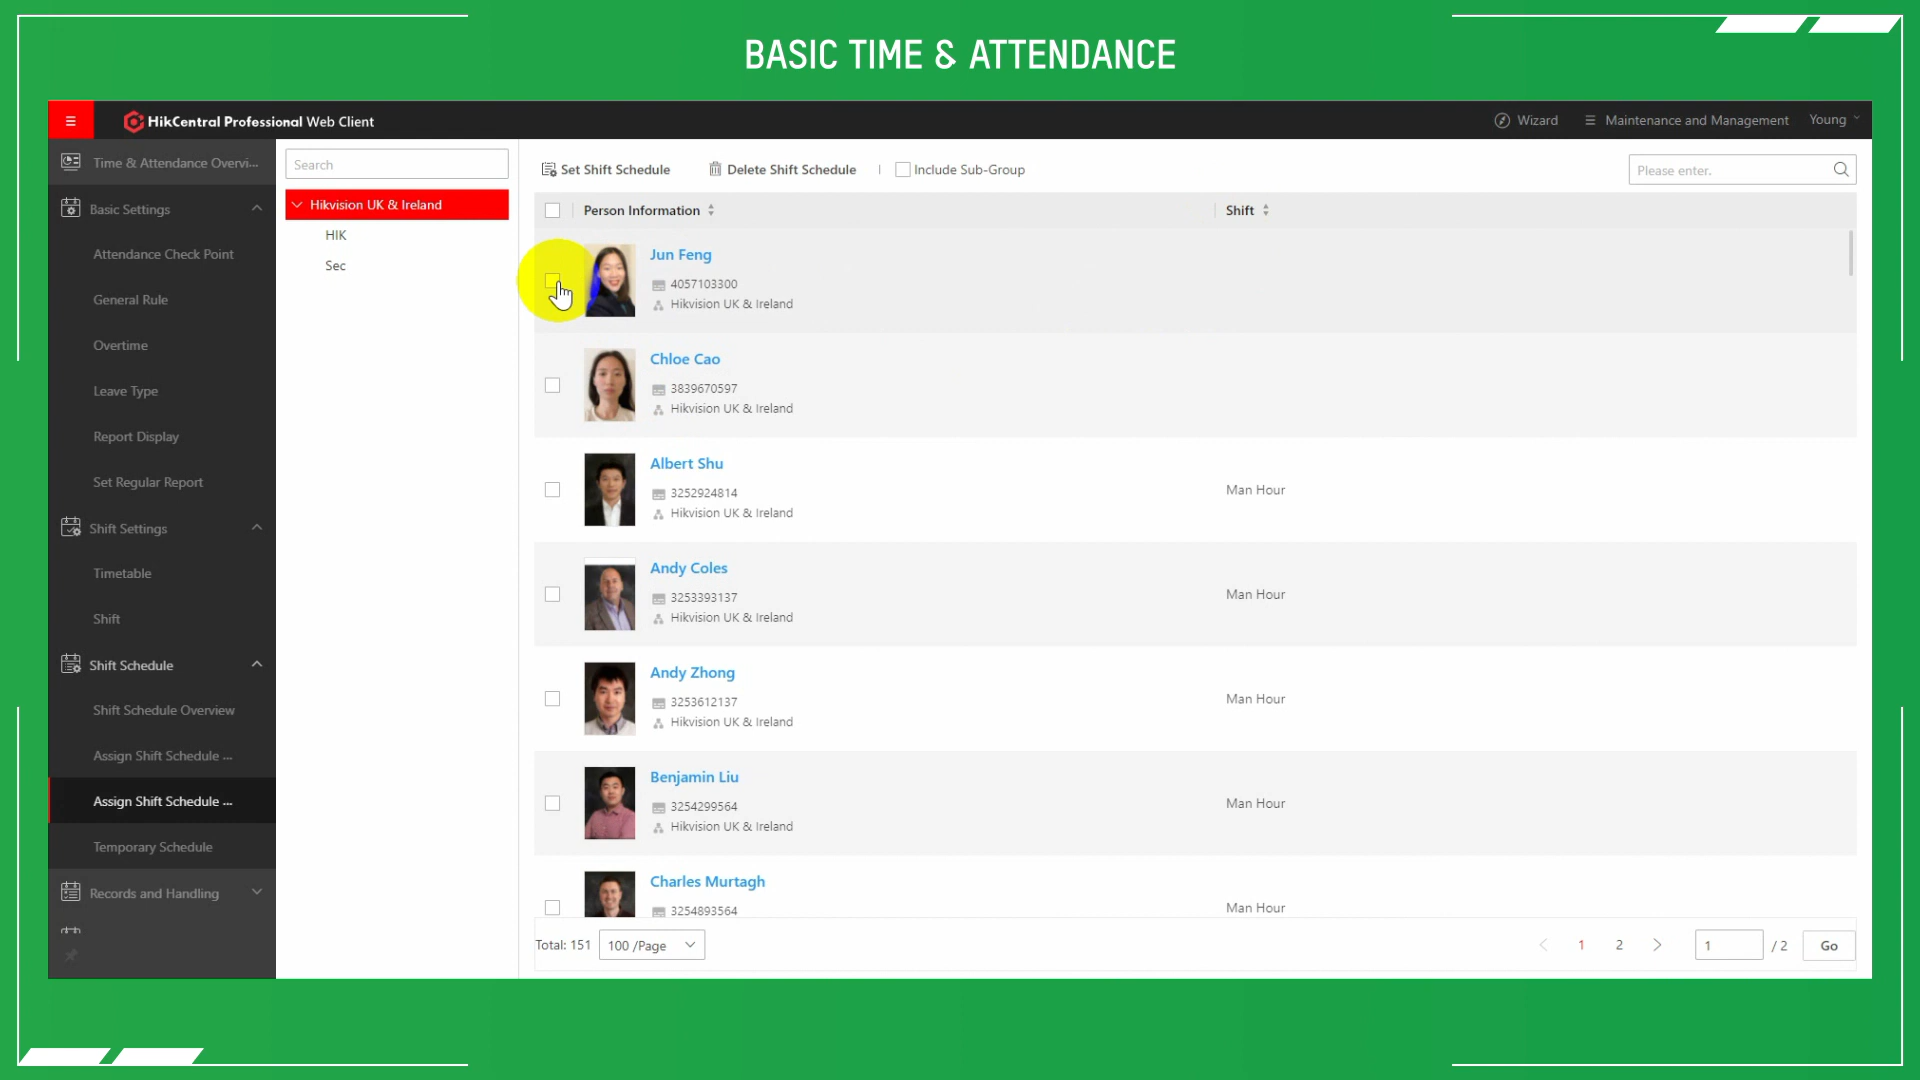 BASIC TIME & ATTENDANCE
HikCentral Professional Web Client
Wizard
Maintenance and Management
Young
Time & Attendance Overvi...
Basic Settings
Attendance Check Point
General Rule
Overtime
Leave Type
Report Display
Set Regular Report
Shift Settings
Timetable
Shift
Shift Schedule
Shift Schedule Overview
Assign Shift Schedule ...
Assign Shift Schedule ...
Temporary Schedule
Records and Handling
Search
Hikvision UK & Ireland
HIK
Sec
Set Shift Schedule
Delete Shift Schedule
Include Sub-Group
Please enter.
Person Information
Shift
Jun Feng
4057103300
Hikvision UK & Ireland
Chloe Cao
3839670597
Hikvision UK & Ireland
Albert Shu
3252924814
Hikvision UK & Ireland
Man Hour
Andy Coles
3253393137
Hikvision UK & Ireland
Man Hour
Andy Zhong
3253612137
Hikvision UK & Ireland
Man Hour
Benjamin Liu
3254299564
Hikvision UK & Ireland
Man Hour
Charles Murtagh
3254893564
Man Hour
Total: 151
100 /Page
1
2
1
/ 2
Go